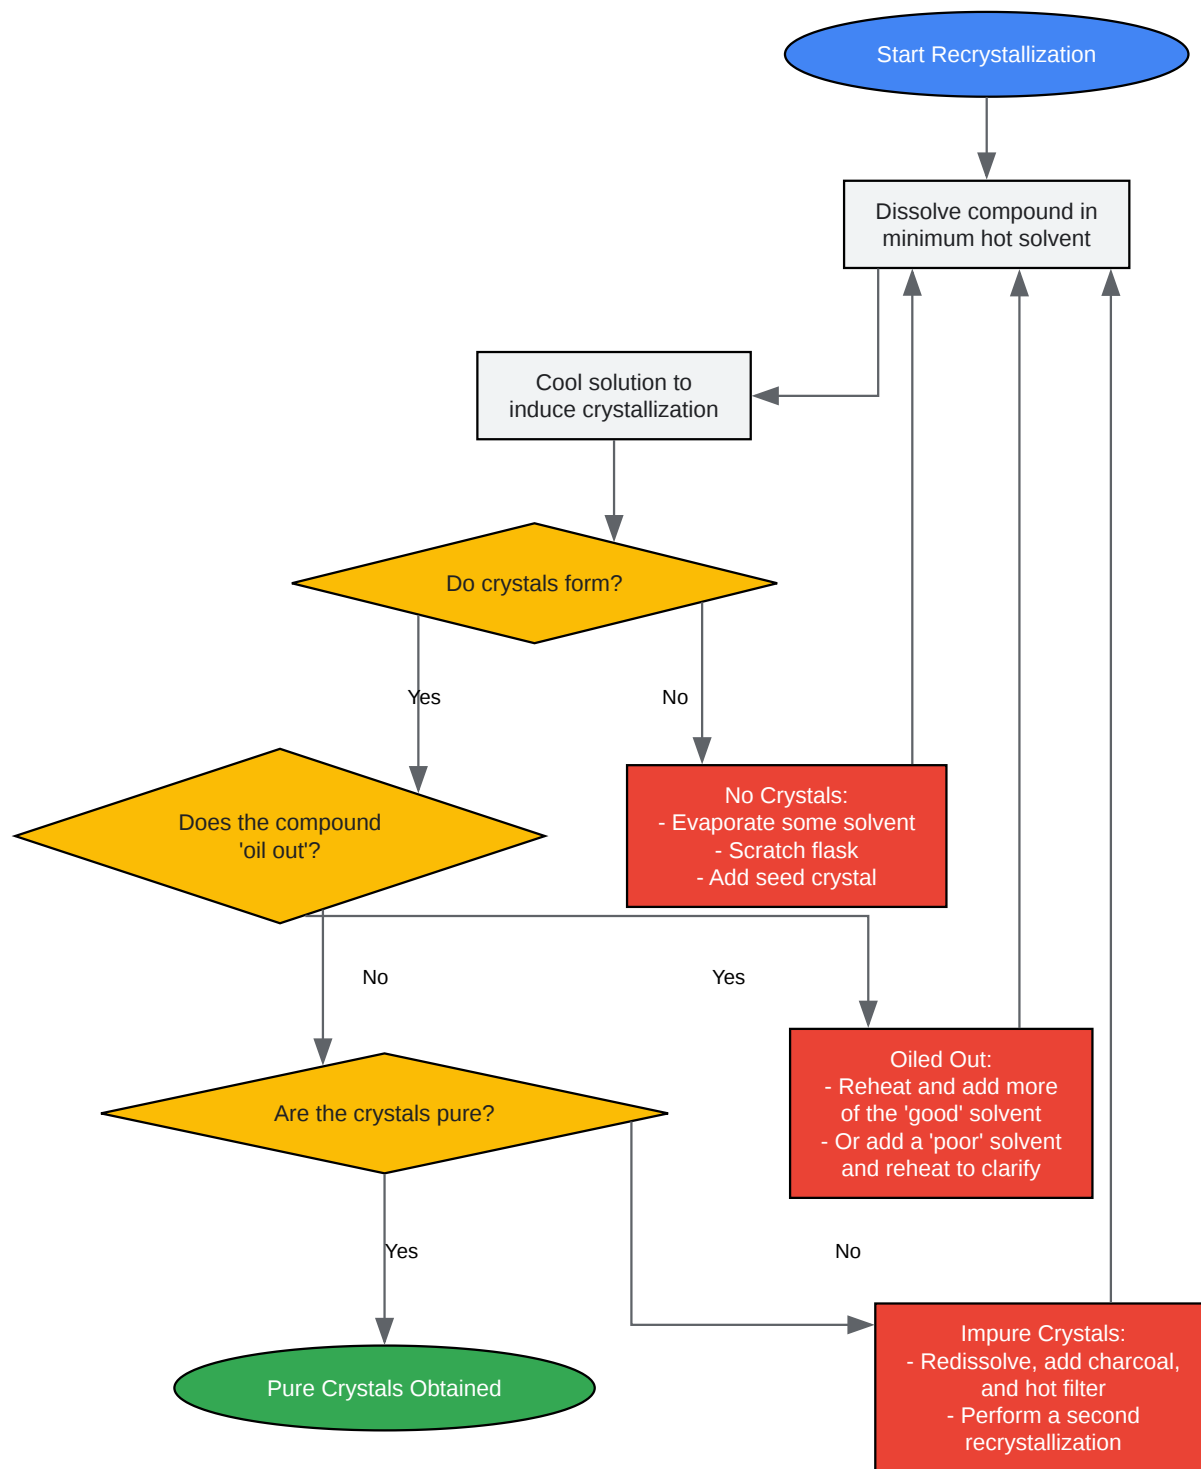 Start Recrystallization
Dissolve compound in
minimum hot solvent
Cool solution to
induce crystallization
Do crystals form?
Yes
No
Does the compound
'oil out'?
No Crystals:
- Evaporate some solvent
- Scratch flask
- Add seed crystal
No
Yes
Are the crystals pure?
Oiled Out:
- Reheat and add more
of the 'good' solvent
- Or add a 'poor' solvent
and reheat to clarify
Yes
No
Pure Crystals Obtained
Impure Crystals:
- Redissolve, add charcoal,
and hot filter
- Perform a second
recrystallization